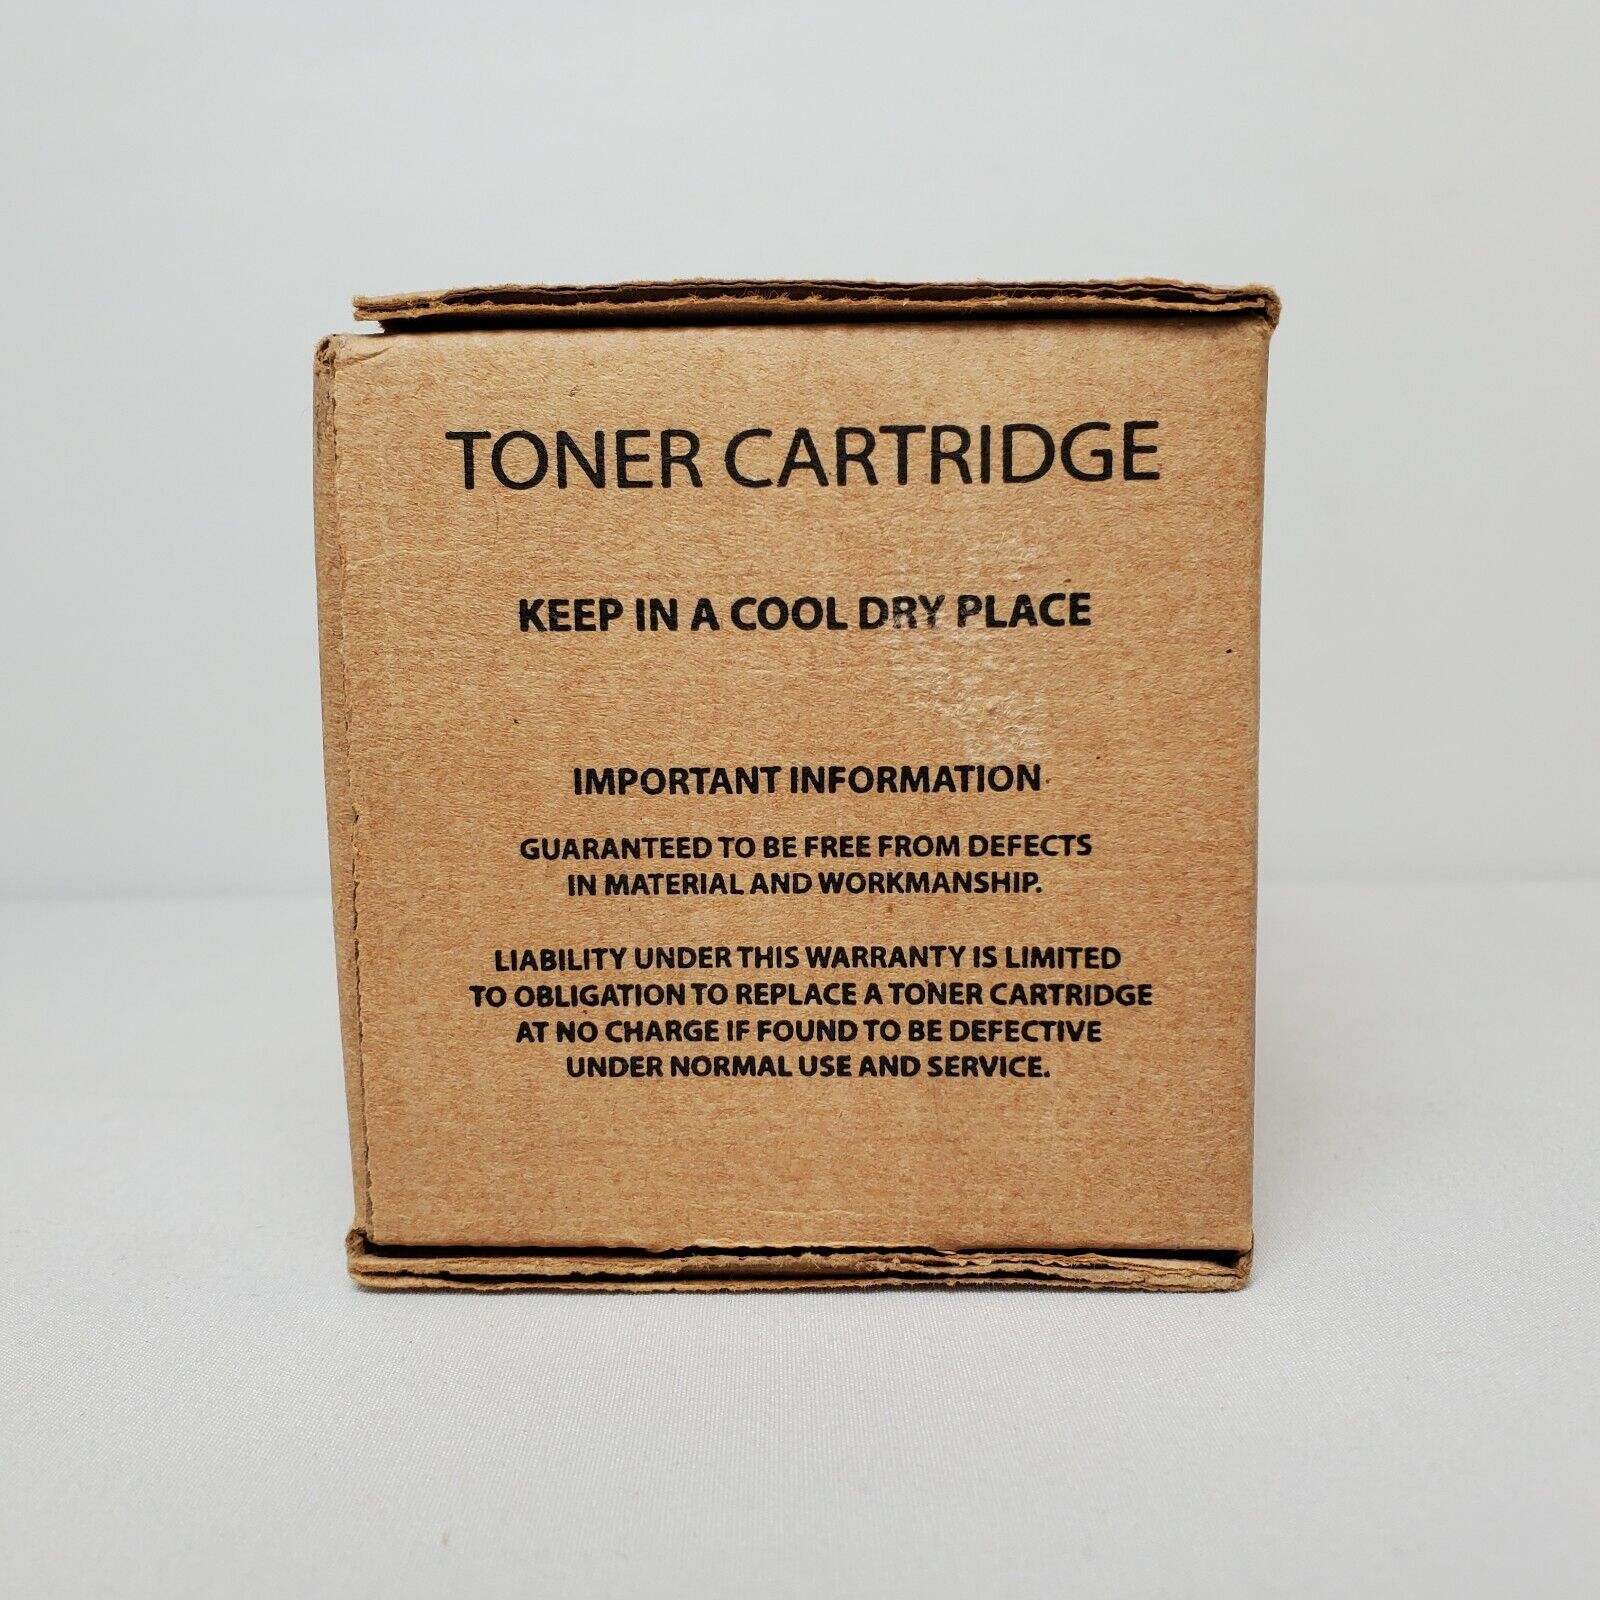 TONER CARTRIDGE
KEEP IN A COOL DRY PLACE
IMPORTANT INFORMATION
GUARANTEED TO BE FREE FROM DEFECTS
IN MATERIAL AND WORKMANSHIP.
LIABILITY UNDER THIS WARRANTY IS LIMITED
TO OBLIGATION TO REPLACE A TONER CARTRIDGE
AT NO CHARGE IF FOUND TO BE DEFECTIVE
UNDER NORMAL USE AND SERVICE.